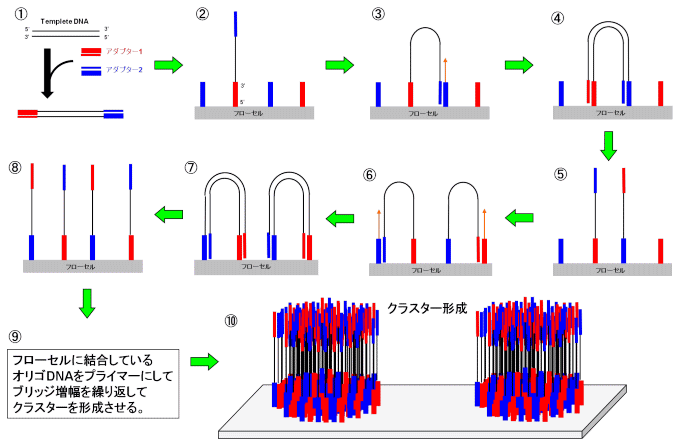 ①
Templete DNA
5' 3'
3' 5'
アダプター1
アダプター2
②
3'
5'
フローセル
③
フローセル
④
フローセル
⑤
フローセル
⑥
フローセル
⑦
フローセル
⑧
フローセル
⑨
フローセルに結合している
オリゴDNAをプライマーにして
ブリッジ増幅を繰り返して
クラスターを形成させる。
⑩
クラスター形成